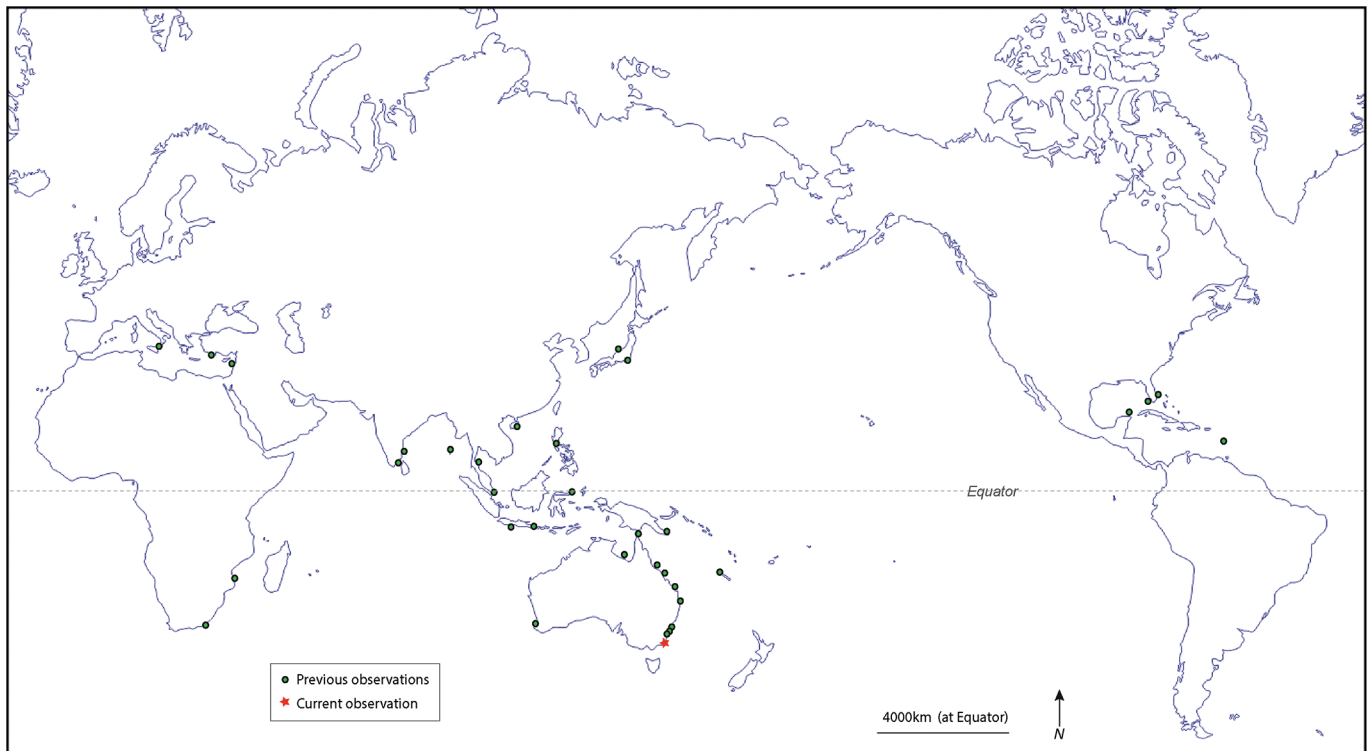 Equator
Previous observations
Current observation
4000km (at Equator)
N